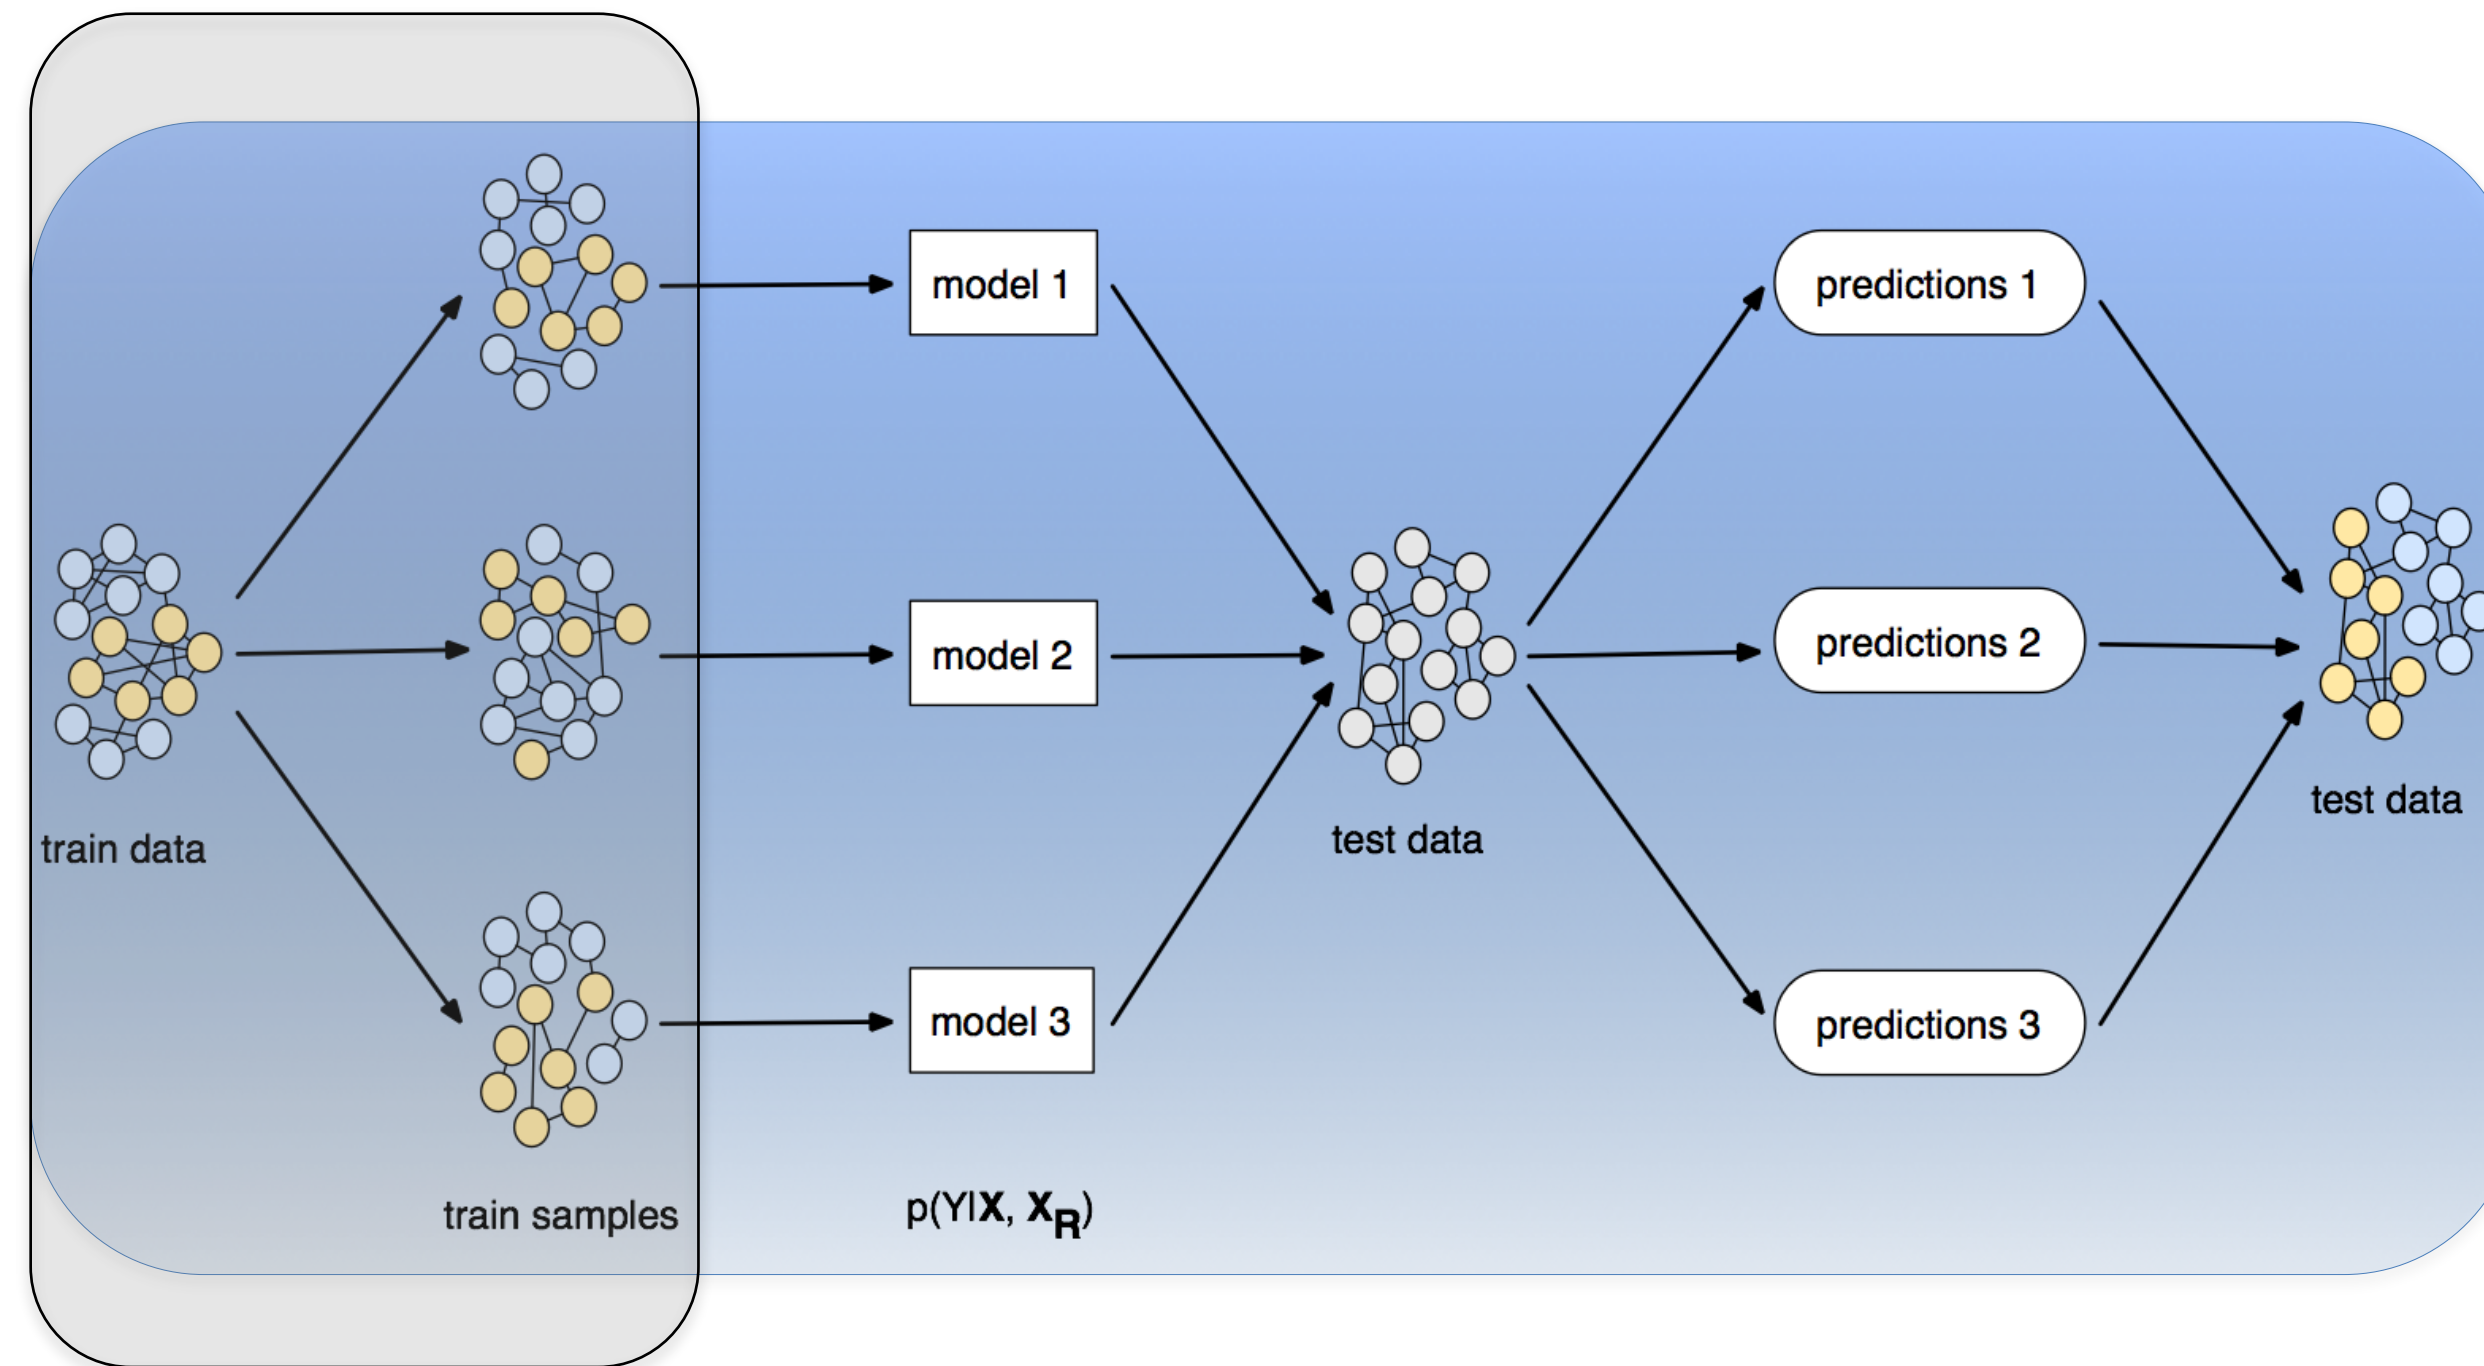 model 1
predictions 1
model 2
predictions 2
train data
test data
test data
model 3
predictions 3
train samples
p(Y|X, XR)